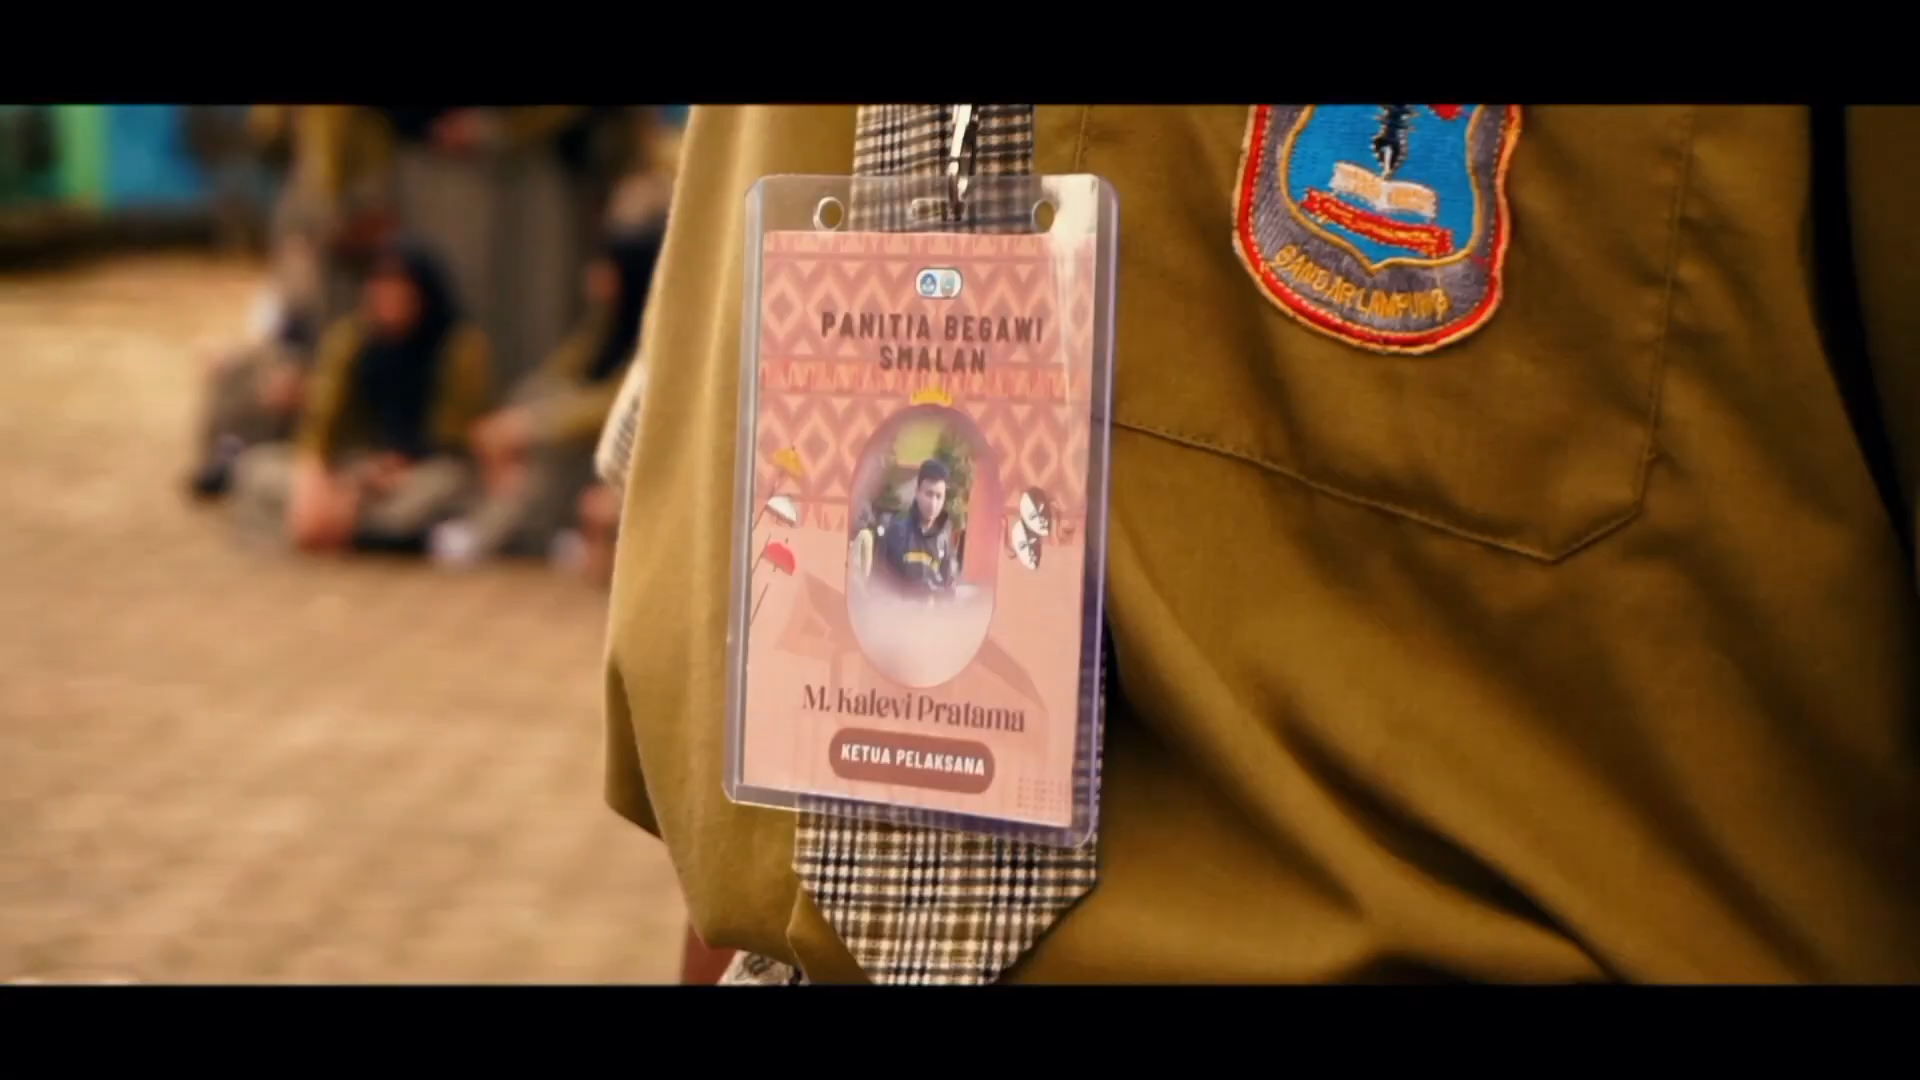 PANITIA BEGAWI
SMALAN
M. Kalevi Pratama
KETUA PELAKSANA
BANDAR LAMPUNG